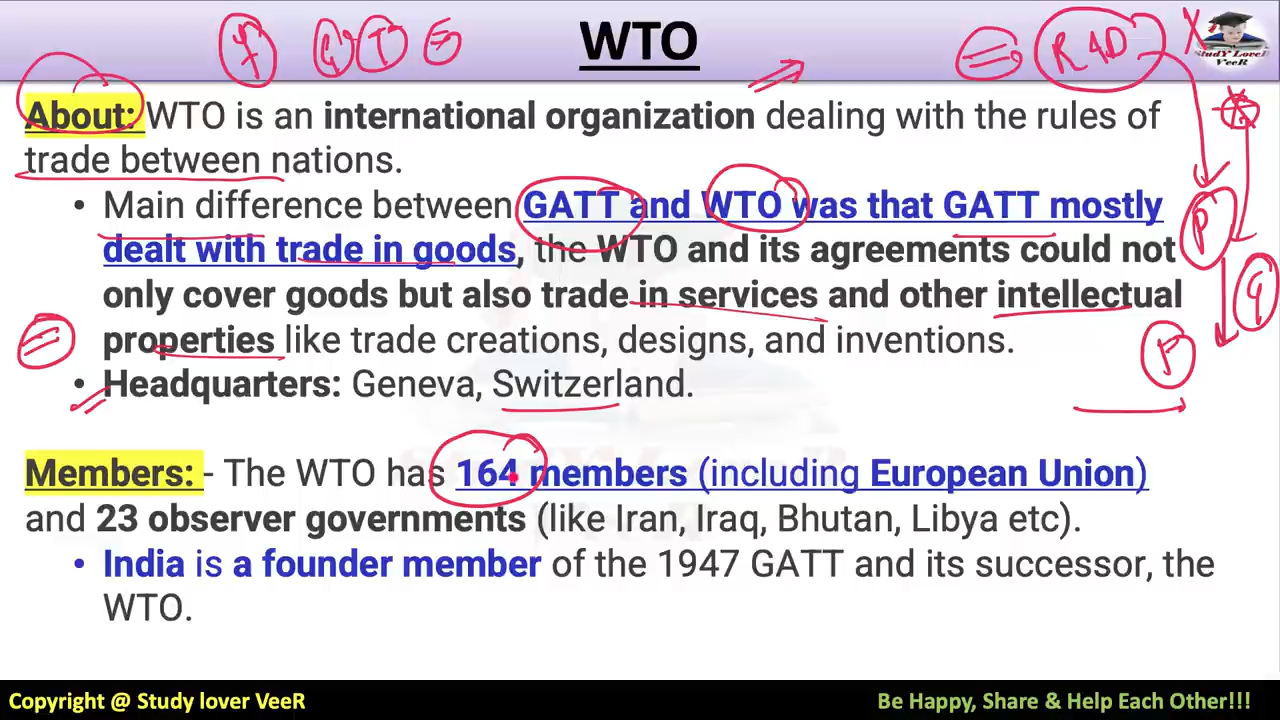 WTO
R&D
StudY LoveR
VeeR
About: WTO is an international organization dealing with the rules of
trade between nations.
• Main difference between GATT and WTO was that GATT mostly
dealt with trade in goods, the WTO and its agreements could not
only cover goods but also trade in services and other intellectual
properties like trade creations, designs, and inventions.
• Headquarters: Geneva, Switzerland.
Members: - The WTO has 164 members (including European Union)
and 23 observer governments (like Iran, Iraq, Bhutan, Libya etc).
• India is a founder member of the 1947 GATT and its successor, the
WTO.
Copyright @ Study lover VeeR
Be Happy, Share & Help Each Other!!!